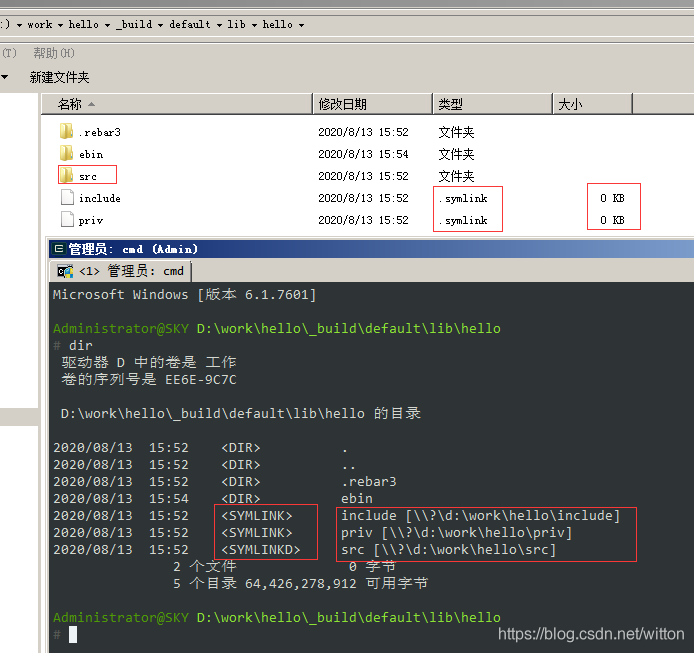 :) ▾ work ▾ hello ▾ _build ▾ default ▾ lib ▾ hello ▾
(T) 帮助(H)
新建文件夹
名称 修改日期 类型 大小
.rebar3 2020/8/13 15:52 文件夹
ebin 2020/8/13 15:54 文件夹
src 2020/8/13 15:52 文件夹
include 2020/8/13 15:52 .symlink 0 KB
priv 2020/8/13 15:52 .symlink 0 KB
管理员: cmd (Admin)
<1> 管理员: cmd
Microsoft Windows [版本 6.1.7601]
Administrator@SKY D:\work\hello\_build\default\lib\hello
# dir
驱动器 D 中的卷是 工作
卷的序列号是 EE6E-9C7C
D:\work\hello\_build\default\lib\hello 的目录
2020/08/13 15:52 <DIR> .
2020/08/13 15:52 <DIR> ..
2020/08/13 15:52 <DIR> .rebar3
2020/08/13 15:54 <DIR> ebin
2020/08/13 15:52 <SYMLINK> include [\\?\d:\work\hello\include]
2020/08/13 15:52 <SYMLINK> priv [\\?\d:\work\hello\priv]
2020/08/13 15:52 <SYMLINKD> src [\\?\d:\work\hello\src]
2 个文件 0 字节
5 个目录 64,426,278,912 可用字节
Administrator@SKY D:\work\hello\_build\default\lib\hello
#
https://blog.csdn.net/witton